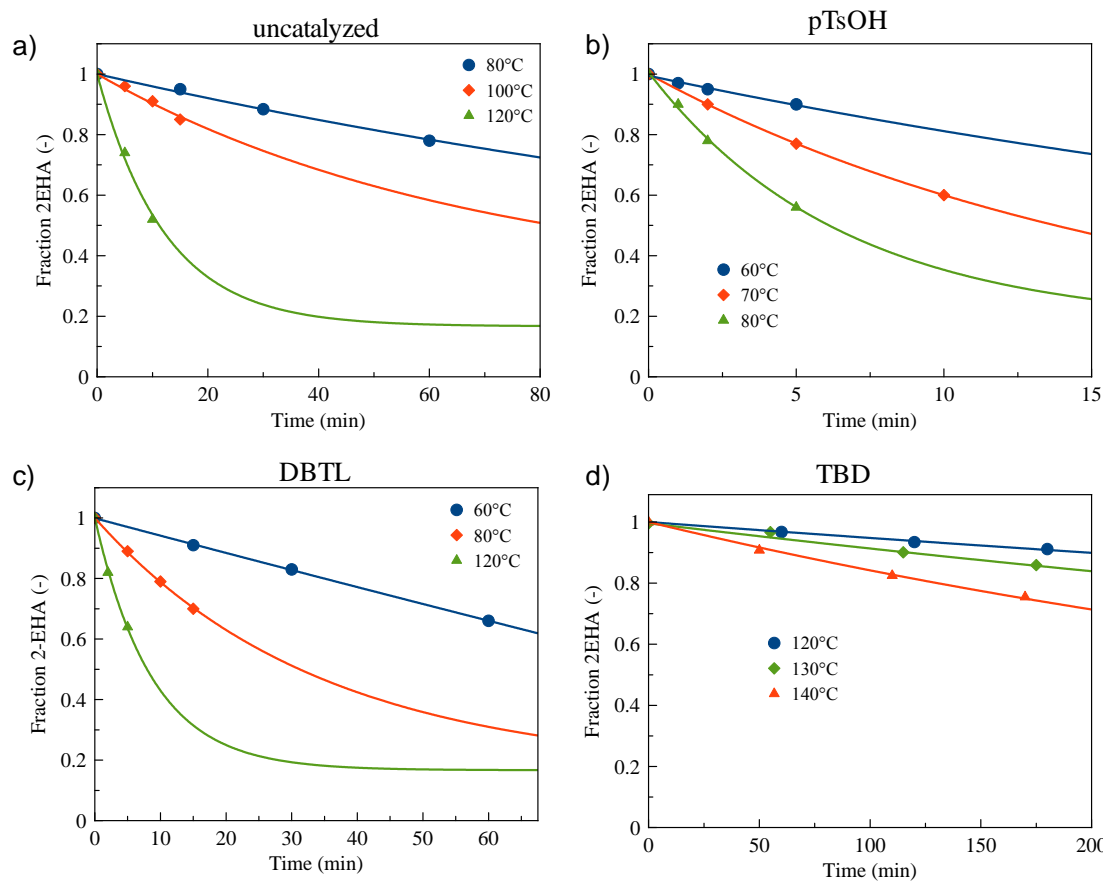 a)
uncatalyzed
Fraction 2EHA (-)
1
0.8
0.6
0.4
0.2
0
80°C
100°C
120°C
0 20 40 60 80
Time (min)
b)
pTsOH
Fraction 2EHA (-)
1
0.8
0.6
0.4
0.2
0
60°C
70°C
80°C
0 5 10 15
Time (min)
c)
DBTL
Fraction 2-EHA (-)
1
0.8
0.6
0.4
0.2
0
60°C
80°C
120°C
0 10 20 30 40 50 60
Time (min)
d)
TBD
Fraction 2EHA (-)
1
0.8
0.6
0.4
0.2
0
120°C
130°C
140°C
0 50 100 150 200
Time (min)